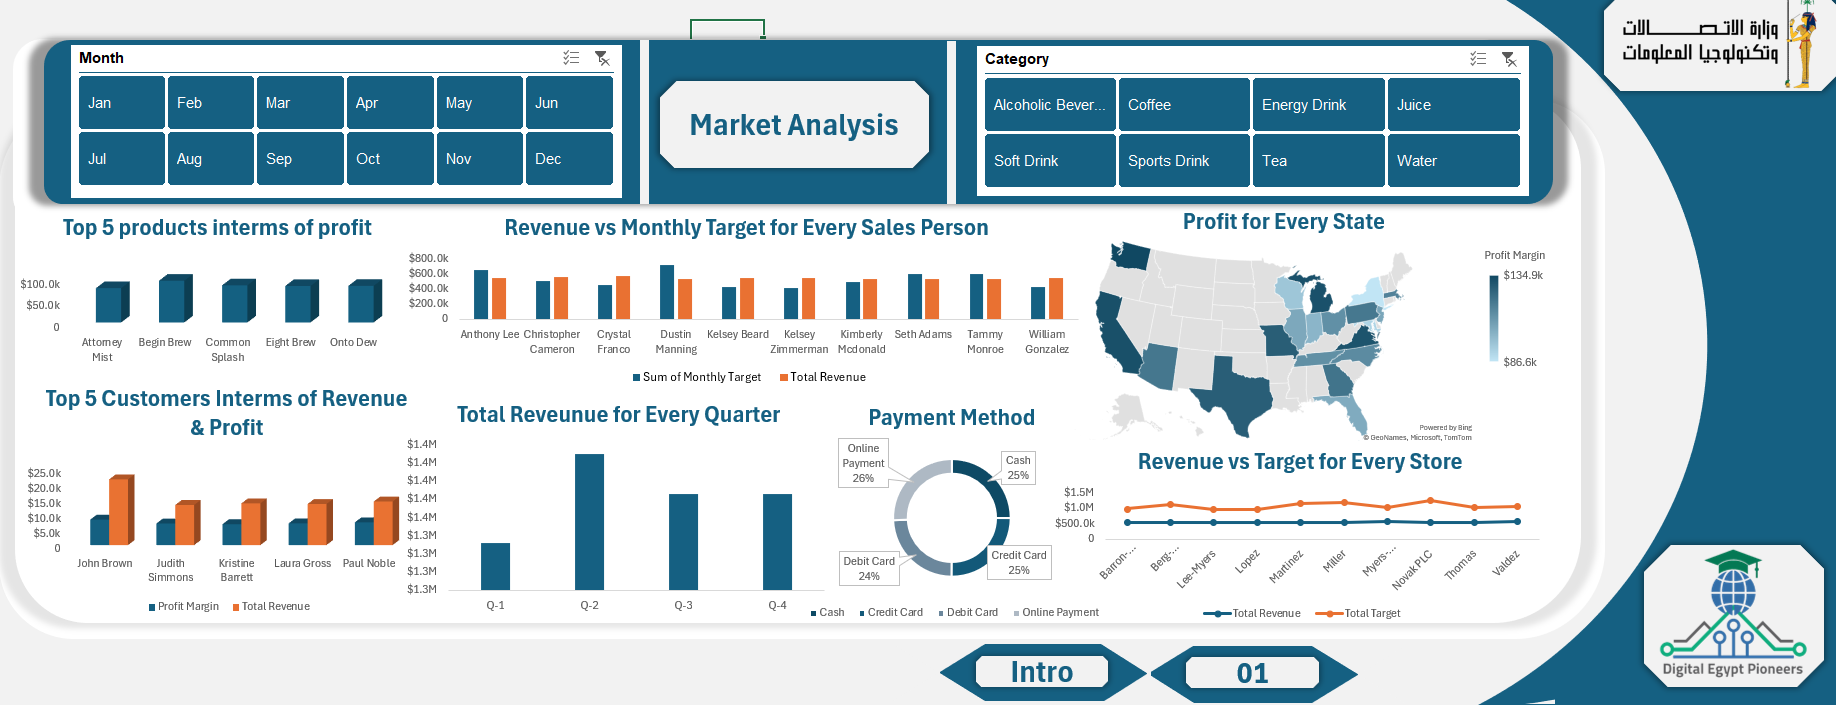 وزارة الاتصالات
وتكنولوجيا المعلومات
Month
Jan
Feb
Mar
Apr
May
Jun
Jul
Aug
Sep
Oct
Nov
Dec
Market Analysis
Category
Alcoholic Bever...
Coffee
Energy Drink
Juice
Soft Drink
Sports Drink
Tea
Water
Top 5 products interms of profit
$100.0k
$50.0k
0
Attorney
Mist
Begin Brew
Common
Splash
Eight Brew
Onto Dew
Revenue vs Monthly Target for Every Sales Person
$800.0k
$600.0k
$400.0k
$200.0k
0
Anthony Lee
Christopher
Cameron
Crystal
Franco
Dustin
Manning
Kelsey Beard
Kelsey
Zimmerman
Kimberly
Mcdonald
Seth Adams
Tammy
Monroe
William
Gonzalez
Sum of Monthly Target
Total Revenue
Profit for Every State
Profit Margin
$134.9k
$86.6k
Powered by Bing
© GeoNames, Microsoft, TomTom
Top 5 Customers Interms of Revenue
& Profit
$25.0k
$20.0k
$15.0k
$10.0k
$5.0k
0
John Brown
Judith
Simmons
Kristine
Barrett
Laura Gross
Paul Noble
Profit Margin
Total Revenue
Total Reveunue for Every Quarter
$1.4M
$1.4M
$1.4M
$1.4M
$1.4M
$1.3M
$1.3M
$1.3M
$1.3M
Q-1
Q-2
Q-3
Q-4
Payment Method
Online
Payment
26%
Cash
25%
Debit Card
24%
Credit Card
25%
Cash
Credit Card
Debit Card
Online Payment
Revenue vs Target for Every Store
$1.5M
$1.0M
$500.0k
0
Barron-...
Berg-...
Lee-Myers
Lopez
Martinez
Miller
Myers-...
Novak PLC
Thomas
Valdez
Total Revenue
Total Target
Intro
01
Digital Egypt Pioneers